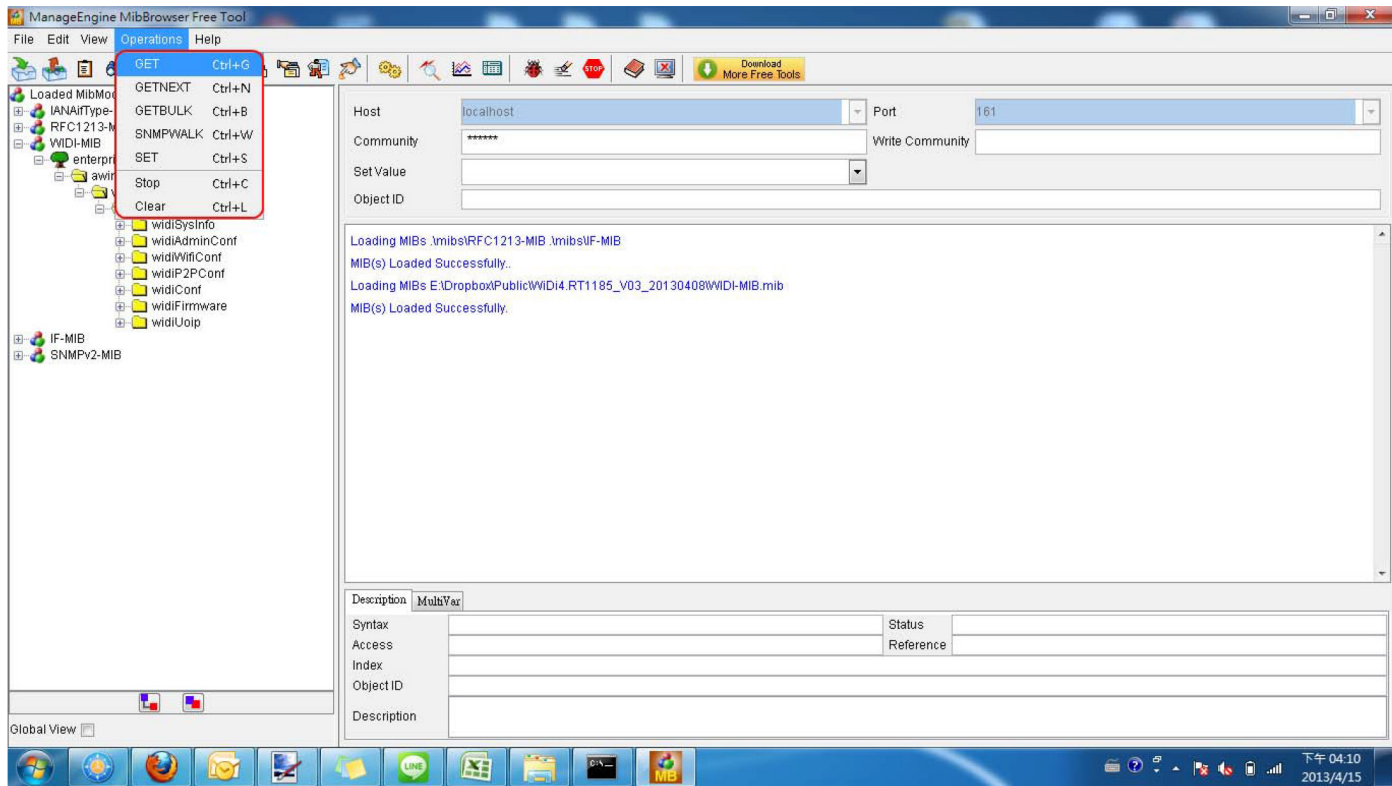 ManageEngine MibBrowser Free Tool
File Edit View Operations Help
GET Ctrl+G
GETNEXT Ctrl+N
GETBULK Ctrl+B
SNMPWALK Ctrl+W
SET Ctrl+S
Stop Ctrl+C
Clear Ctrl+L
STOP
Download
More Free Tools
Loaded MibMo
IANAifType-
RFC1213-M
WIDI-MIB
enterpri
awin
widiSysInfo
widiAdminConf
widiWifiConf
widiP2PConf
widiConf
widiFirmware
widiUoip
IF-MIB
SNMPv2-MIB
Global View
Host localhost Port 161
Community ****** Write Community
Set Value
Object ID
Loading MIBs .\mibs\RFC1213-MIB .\mibs\IF-MIB
MIB(s) Loaded Successfully..
Loading MIBs E:\Dropbox\Public\WiDi4.RT1185_V03_20130408\WIDI-MIB.mib
MIB(s) Loaded Successfully.
Description MultiVar
Syntax Status
Access Reference
Index
Object ID
Description
LINE
C:\_
MB
下午 04:10
2013/4/15